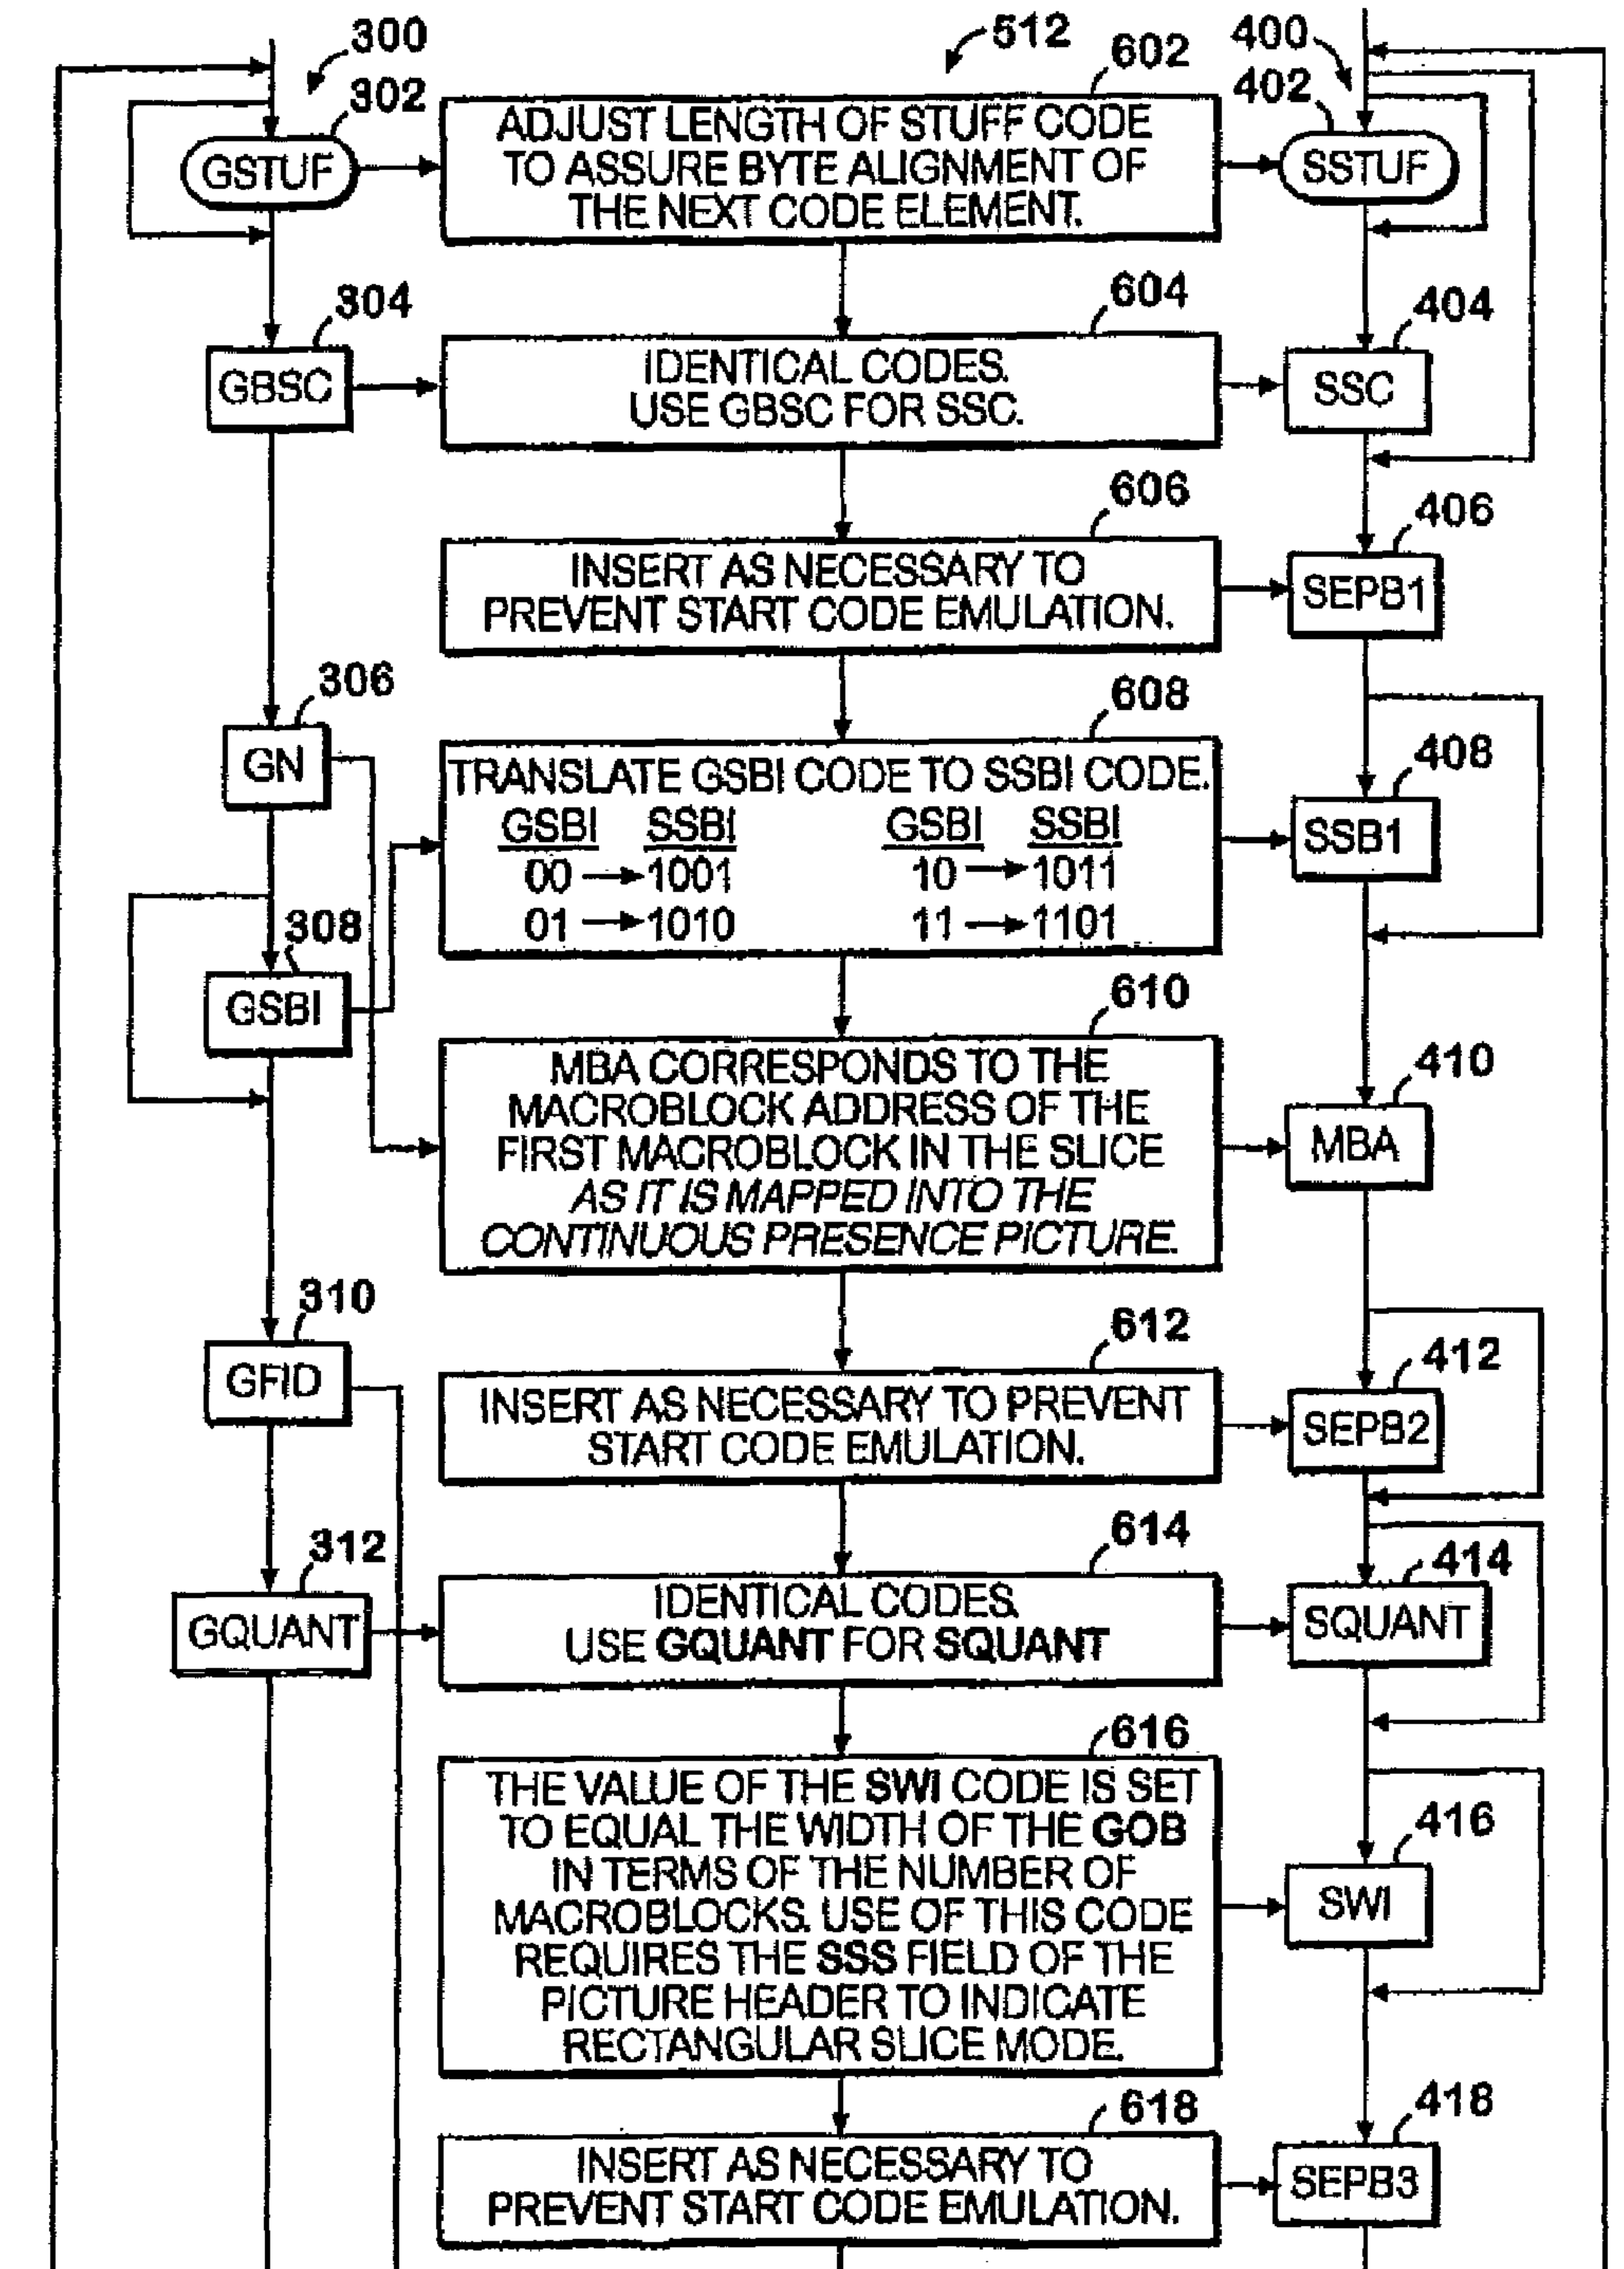 300
512
400
302
602
402
GSTUF
ADJUST LENGTH OF STUFF CODE
TO ASSURE BYTE ALIGNMENT OF
THE NEXT CODE ELEMENT.
SSTUF
304
604
404
GBSC
IDENTICAL CODES.
USE GBSC FOR SSC.
SSC
606
406
INSERT AS NECESSARY TO
PREVENT START CODE EMULATION.
SEPB1
306
608
408
GN
TRANSLATE GSBI CODE TO SSBI CODE.
GSBI SSBI GSBI SSBI
00 → 1001 10 → 1011
01 → 1010 11 → 1101
SSB1
308
GSBI
610
410
MBA CORRESPONDS TO THE
MACROBLOCK ADDRESS OF THE
FIRST MACROBLOCK IN THE SLICE
AS IT IS MAPPED INTO THE
CONTINUOUS PRESENCE PICTURE.
MBA
310
612
412
GFID
INSERT AS NECESSARY TO PREVENT
START CODE EMULATION.
SEPB2
312
614
414
GQUANT
IDENTICAL CODES.
USE GQUANT FOR SQUANT
SQUANT
616
416
THE VALUE OF THE SWI CODE IS SET
TO EQUAL THE WIDTH OF THE GOB
IN TERMS OF THE NUMBER OF
MACROBLOCKS. USE OF THIS CODE
REQUIRES THE SSS FIELD OF THE
PICTURE HEADER TO INDICATE
RECTANGULAR SLICE MODE.
SWI
618
418
INSERT AS NECESSARY TO
PREVENT START CODE EMULATION.
SEPB3